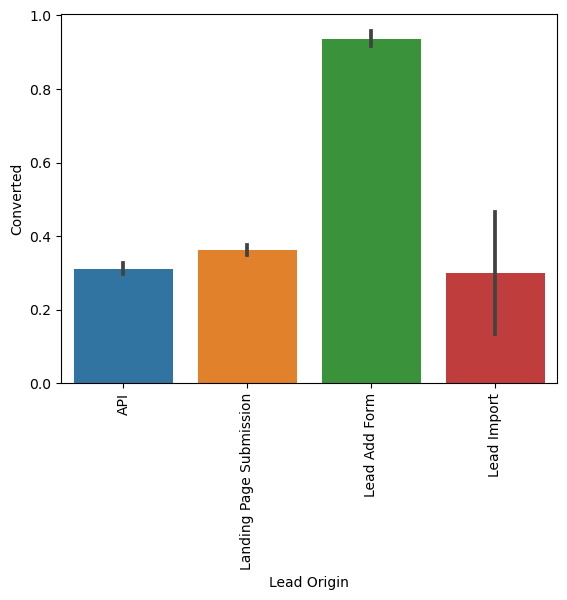 1.0
0.8
0.6
0.4
0.2
0.0
Converted
API
Landing Page Submission
Lead Add Form
Lead Import
Lead Origin